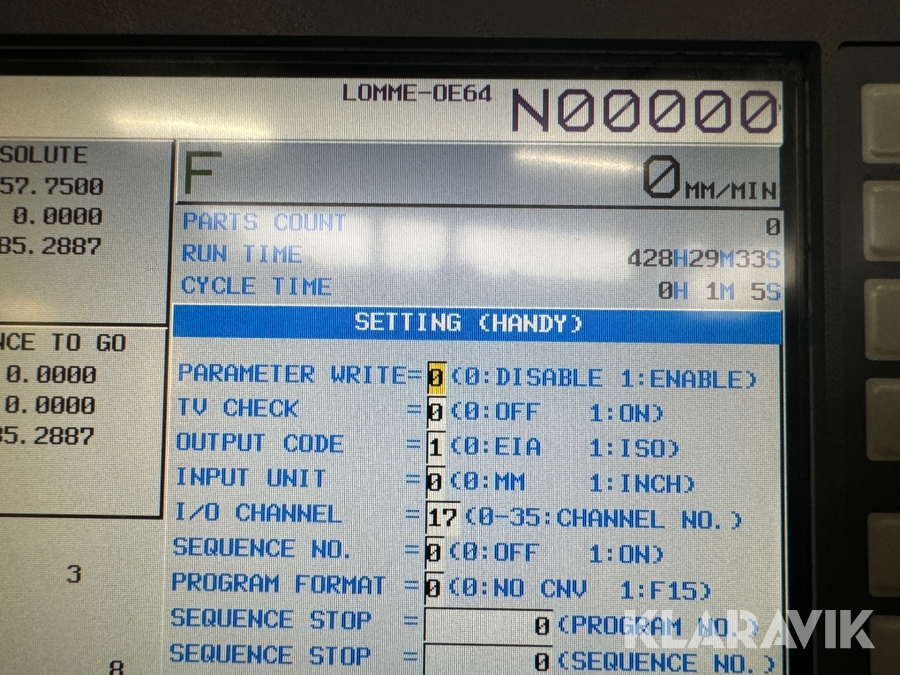 LOMME-OE64 N00000
SOLUTE
57.7500
0.0000
85.2887
F 0 MM/MIN
PARTS COUNT 0
RUN TIME 428H29M33S
CYCLE TIME 0H 1M 5S
NCE TO GO
0.0000
0.0000
85.2887
3
8
SETTING (HANDY)
PARAMETER WRITE=0(0:DISABLE 1:ENABLE)
TV CHECK =0(0:OFF 1:ON)
OUTPUT CODE =1(0:EIA 1:ISO)
INPUT UNIT =0(0:MM 1:INCH)
I/O CHANNEL =17(0-35:CHANNEL NO.)
SEQUENCE NO. =0(0:OFF 1:ON)
PROGRAM FORMAT =0(0:NO CNV 1:F15)
SEQUENCE STOP = 0(PROGRAM NO.)
SEQUENCE STOP = 0(SEQUENCE NO.)
KLARAVIK